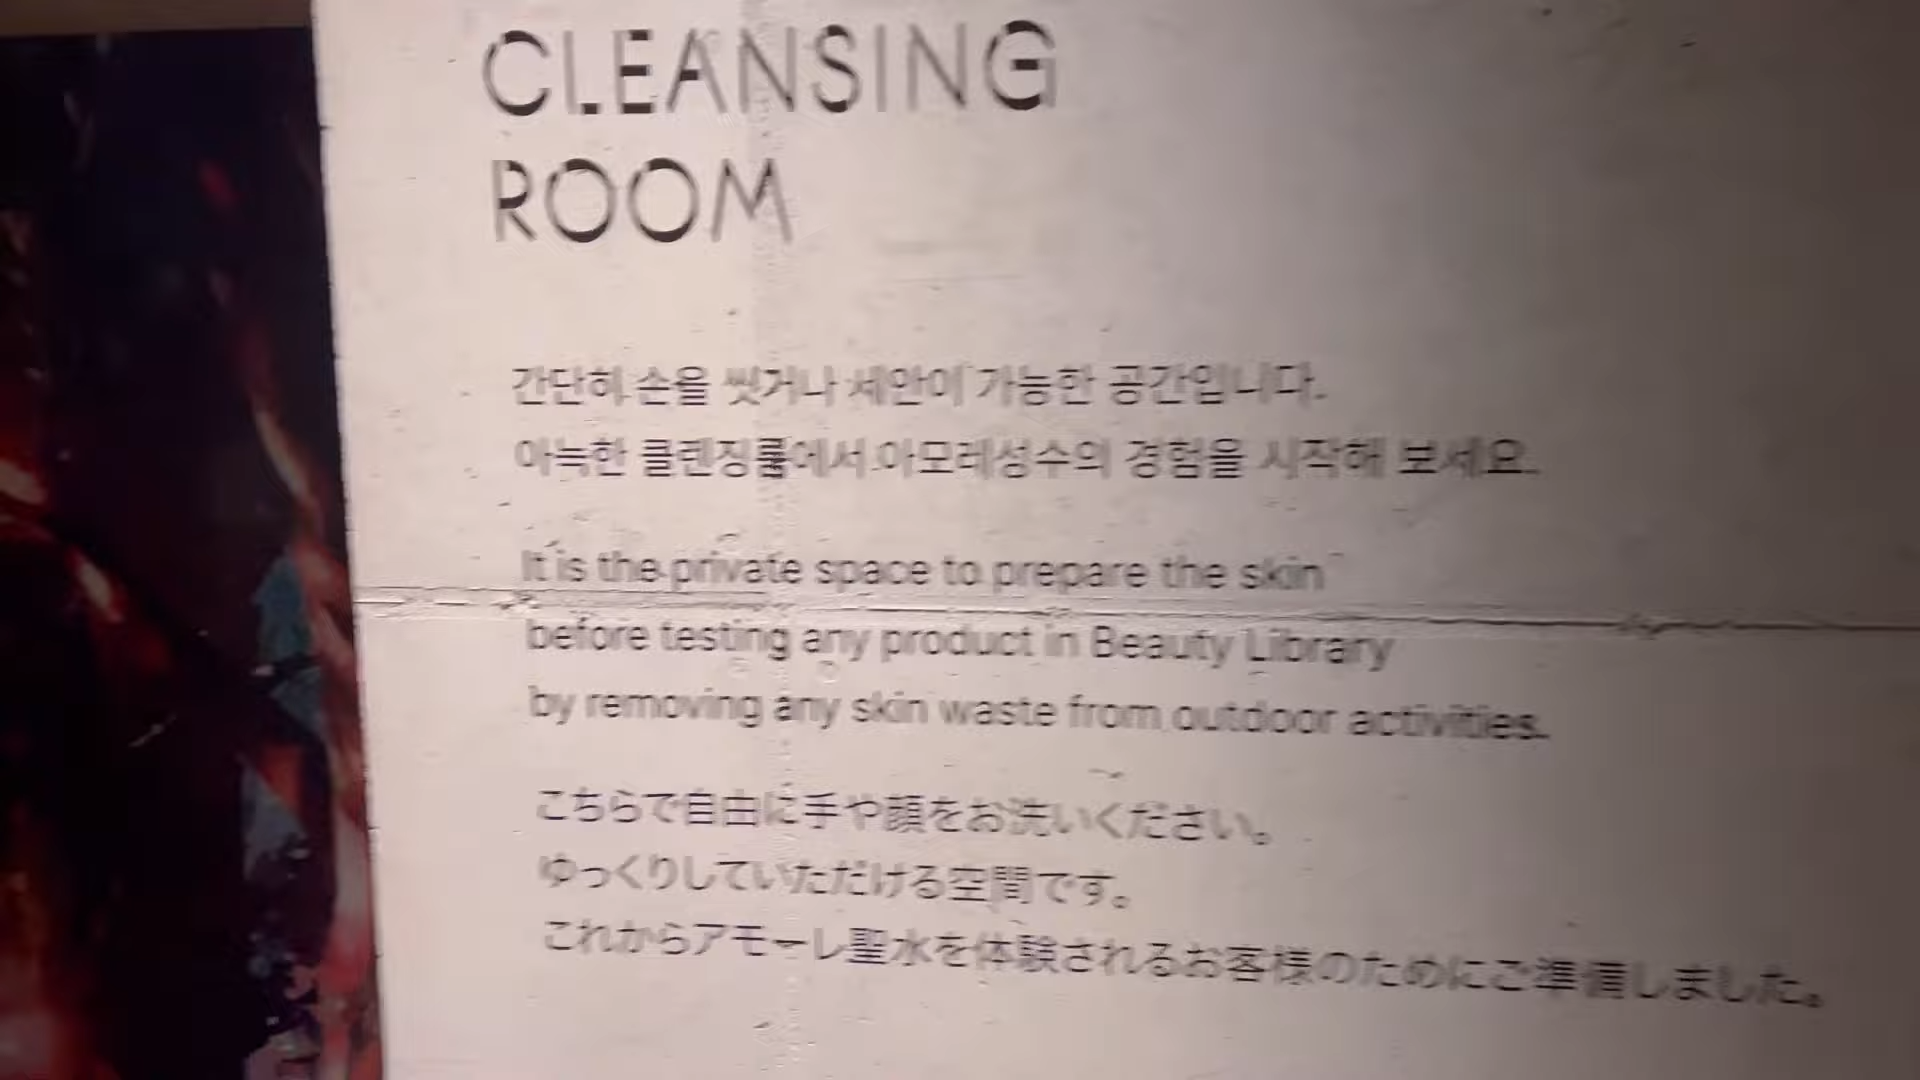 CLEANSING
ROOM
간단히 손을 씻거나 세안이 가능한 공간입니다.
아늑한 클렌징룸에서 아모레성수의 경험을 시작해 보세요.
It is the private space to prepare the skin
before testing any product in Beauty Library
by removing any skin waste from outdoor activities.
こちらで自由に手や顔をお洗いください。
ゆっくりしていただける空間です。
これからアモーレ聖水を体験されるお客様のためにご準備しました。